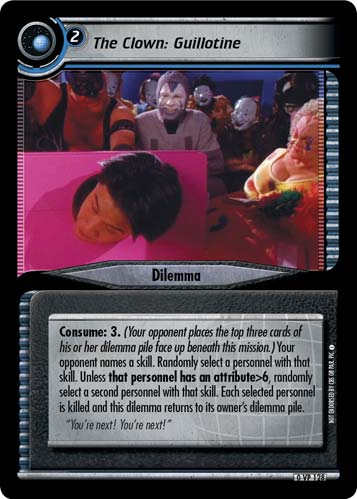 2
The Clown: Guillotine
Dilemma
Consume: 3. (Your opponent places the top three cards of
his or her dilemma pile face up beneath this mission.) Your
opponent names a skill. Randomly select a personnel with that
skill. Unless that personnel has an attribute>6, randomly
select a second personnel with that skill. Each selected personnel
is killed and this dilemma returns to its owner's dilemma pile.
"You're next! You're next!"
NOT ENDORSED BY CBS OR PAR. PIC.
0 VP 128